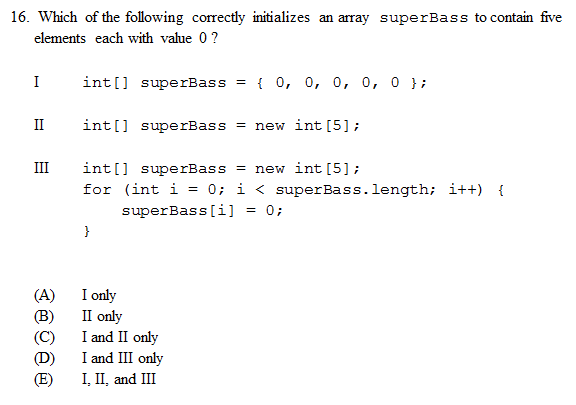 16. Which of the following correctly initializes an array superBass to contain five
elements each with value 0 ?
I int[] superBass = { 0, 0, 0, 0, 0 };
II int[] superBass = new int[5];
III int[] superBass = new int[5];
for (int i = 0; i < superBass.length; i++) {
superBass[i] = 0;
}
(A) I only
(B) II only
(C) I and II only
(D) I and III only
(E) I, II, and III